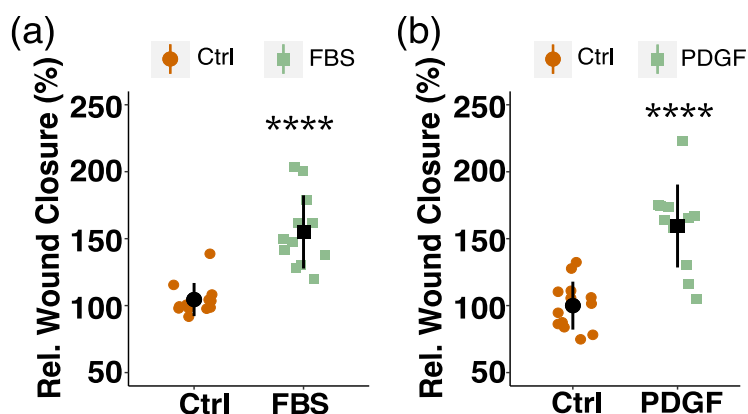 (a)
Ctrl FBS
Rel. Wound Closure (%)
250
200
150
100
50
****
Ctrl FBS
(b)
Ctrl PDGF
Rel. Wound Closure (%)
250
200
150
100
50
****
Ctrl PDGF